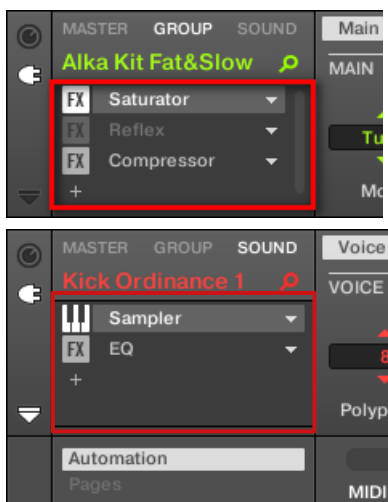 MASTER GROUP SOUND Main
Alka Kit Fat&Slow
MAIN
FX Saturator
FX Reflex
Tu
FX Compressor
+ Mo
MASTER GROUP SOUND Voice
Kick Ordinance 1
VOICE
Sampler
FX EQ
8
+
Polyp
Automation
Pages
MIDI